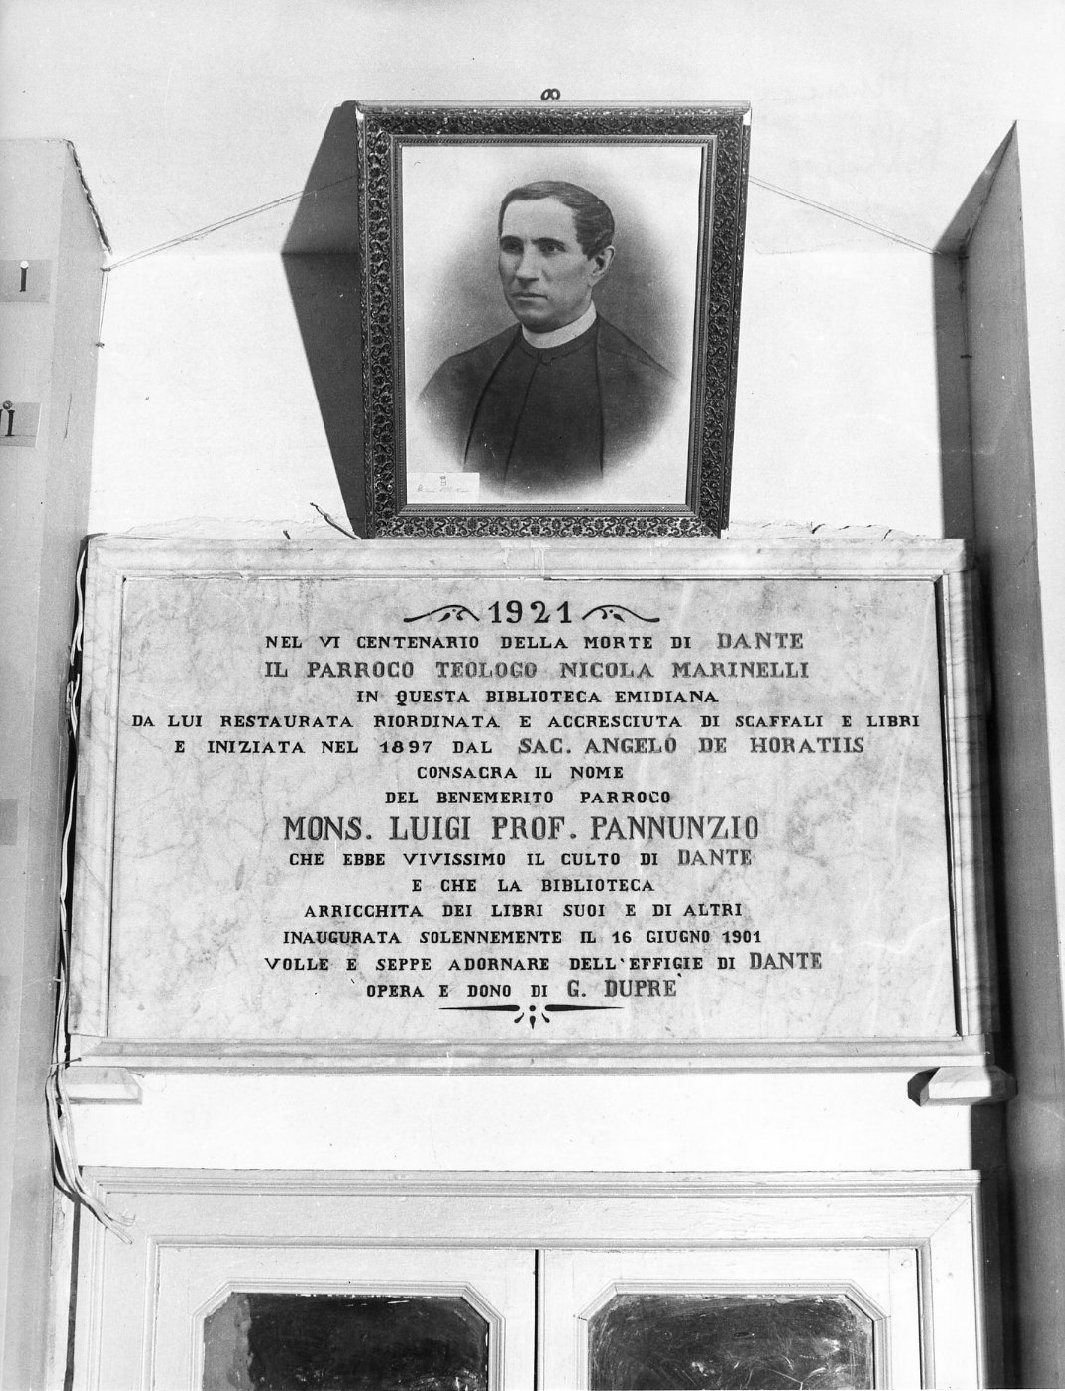 I
II
1921
NEL VI CENTENARIO DELLA MORTE DI DANTE
IL PARROCO TEOLOGO NICOLA MARINELLI
IN QUESTA BIBLIOTECA EMIDIANA
DA LUI RESTAURATA RIORDINATA E ACCRESCIUTA DI SCAFFALI E LIBRI
E INIZIATA NEL 1897 DAL SAC. ANGELO DE HORATIIS
CONSACRA IL NOME
DEL BENEMERITO PARROCO
MONS. LUIGI PROF. PANNUNZIO
CHE EBBE VIVISSIMO IL CULTO DI DANTE
E CHE LA BIBLIOTECA
ARRICCHITA DEI LIBRI SUOI E DI ALTRI
INAUGURATA SOLENNEMENTE IL 16 GIUGNO 1901
VOLLE E SEPPE ADORNARE DELL'EFFIGIE DI DANTE
OPERA E DONO DI G. DUPRE'